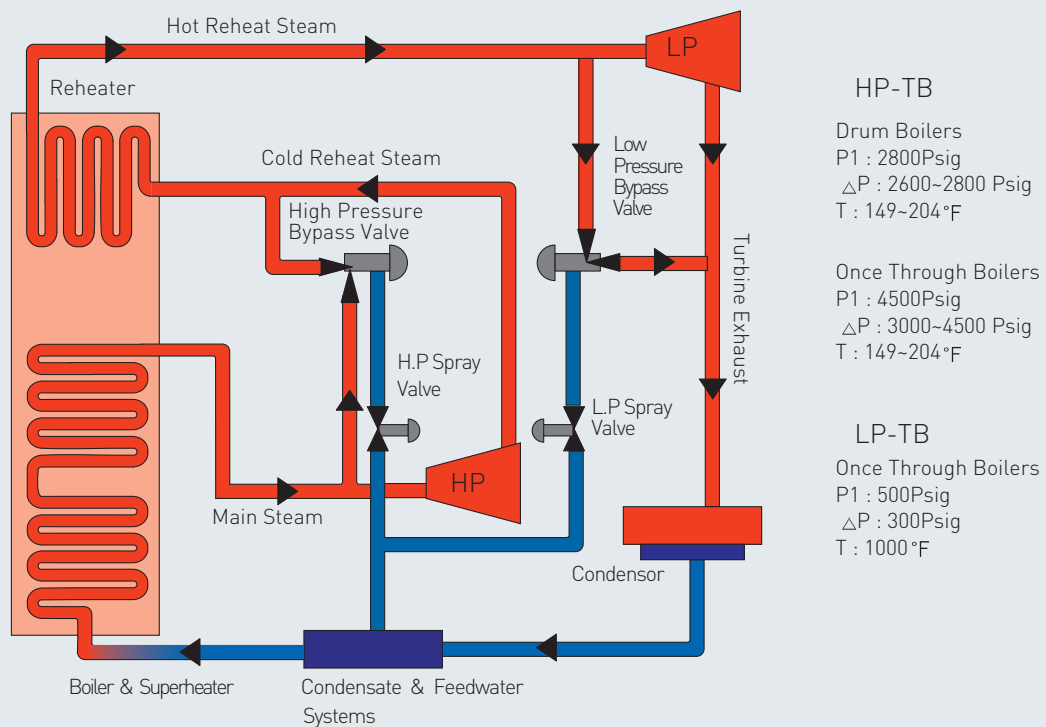 Hot Reheat Steam
LP
Reheater
Cold Reheat Steam
High Pressure
Bypass Valve
Low
Pressure
Bypass
Valve
Turbine Exhaust
H.P Spray
Valve
L.P Spray
Valve
HP
Main Steam
Condensor
Boiler & Superheater
Condensate & Feedwater
Systems
HP-TB
Drum Boilers
P1 : 2800Psig
△P : 2600~2800 Psig
T : 149~204°F
Once Through Boilers
P1 : 4500Psig
△P : 3000~4500 Psig
T : 149~204°F
LP-TB
Once Through Boilers
P1 : 500Psig
△P : 300Psig
T : 1000°F